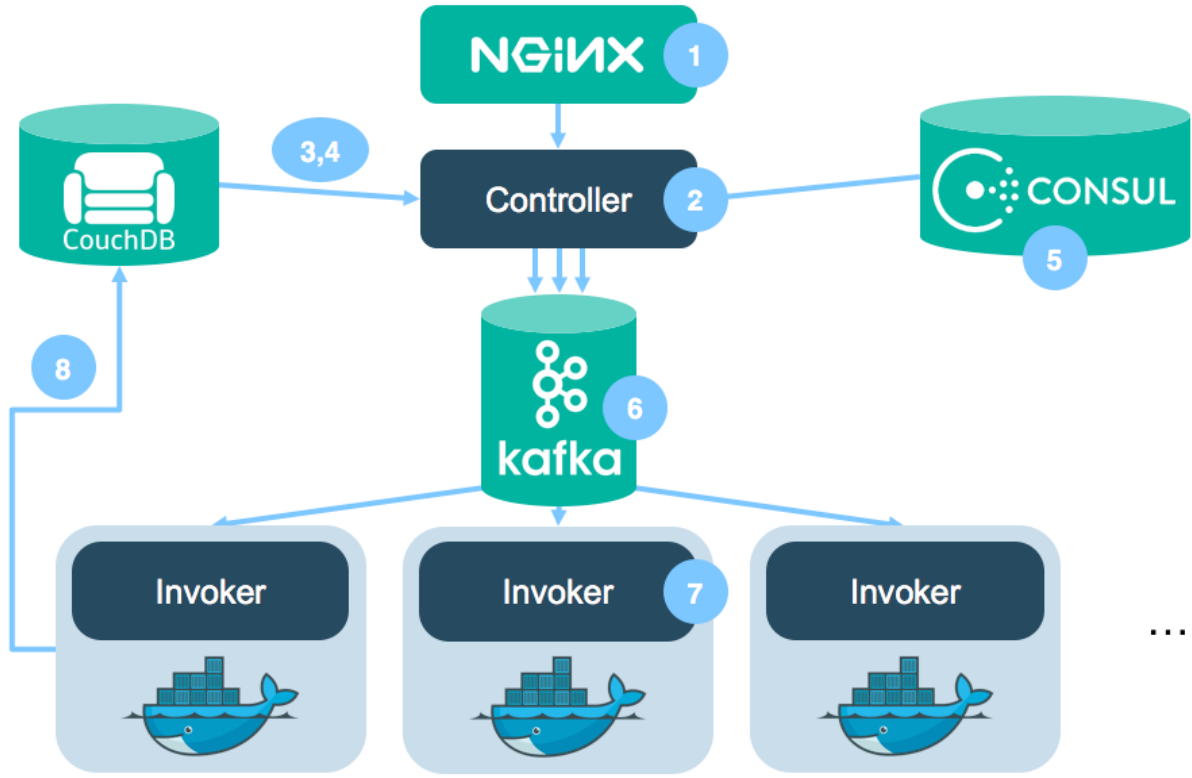 NGiNX
1
3,4
CouchDB
Controller
2
CONSUL
5
8
kafka
6
Invoker
Invoker
7
Invoker
...